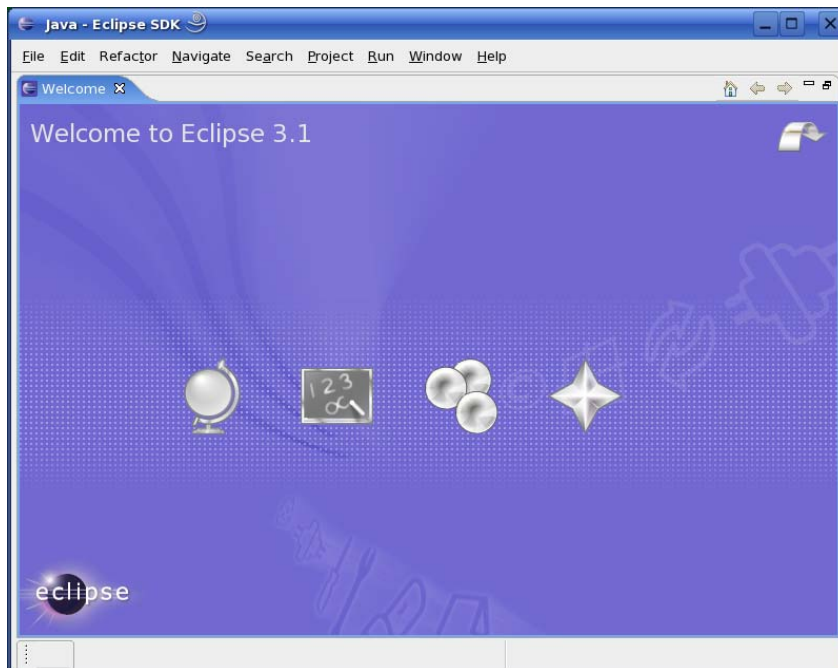 Java - Eclipse SDK
File Edit Refactor Navigate Search Project Run Window Help
Welcome
Welcome to Eclipse 3.1
123
eclipse